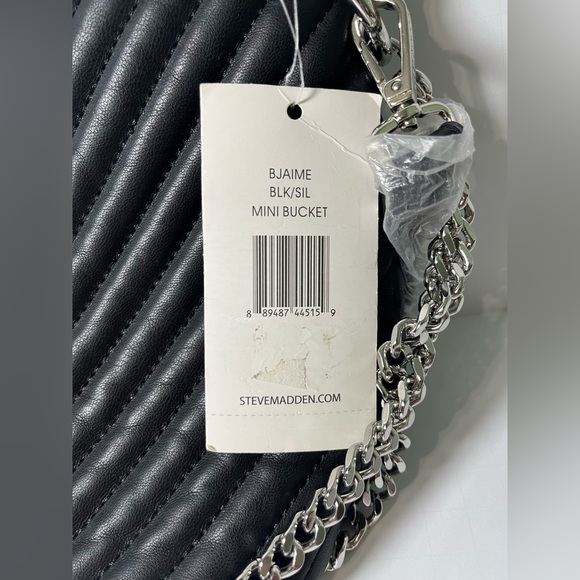 BJAIME
BLK/SIL
MINI BUCKET
8 89487 44515 9
STEVEMADDEN.COM